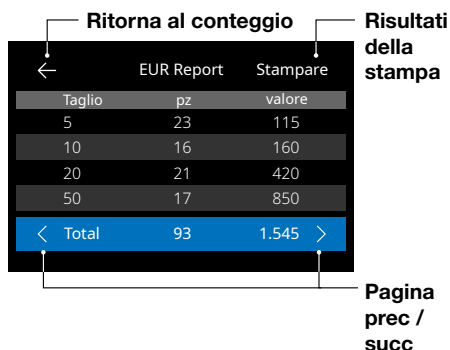 Ritorna al conteggio
Risultati
della
stampa
EUR Report Stampare
Taglio pz valore
5 23 115
10 16 160
20 21 420
50 17 850
Total 93 1.545
Pagina
prec /
succ